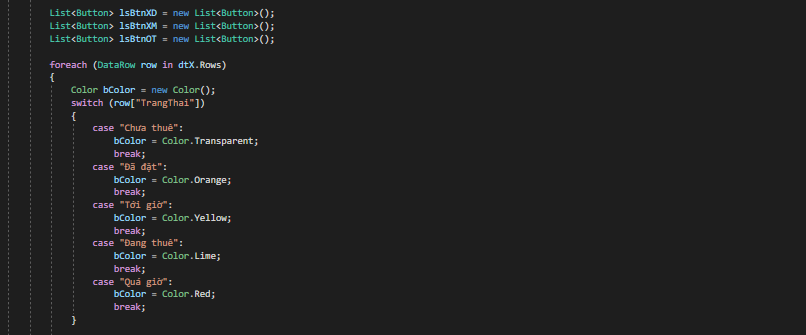 List<Button> lsBtnXD = new List<Button>();
List<Button> lsBtnXM = new List<Button>();
List<Button> lsBtnOT = new List<Button>();
foreach (DataRow row in dtX.Rows)
{
Color bColor = new Color();
switch (row["TrangThai"])
{
case "Chưa thuê":
bColor = Color.Transparent;
break;
case "Đã đặt":
bColor = Color.Orange;
break;
case "Tới giờ":
bColor = Color.Yellow;
break;
case "Đang thuê":
bColor = Color.Lime;
break;
case "Quá giờ":
bColor = Color.Red;
break;
}